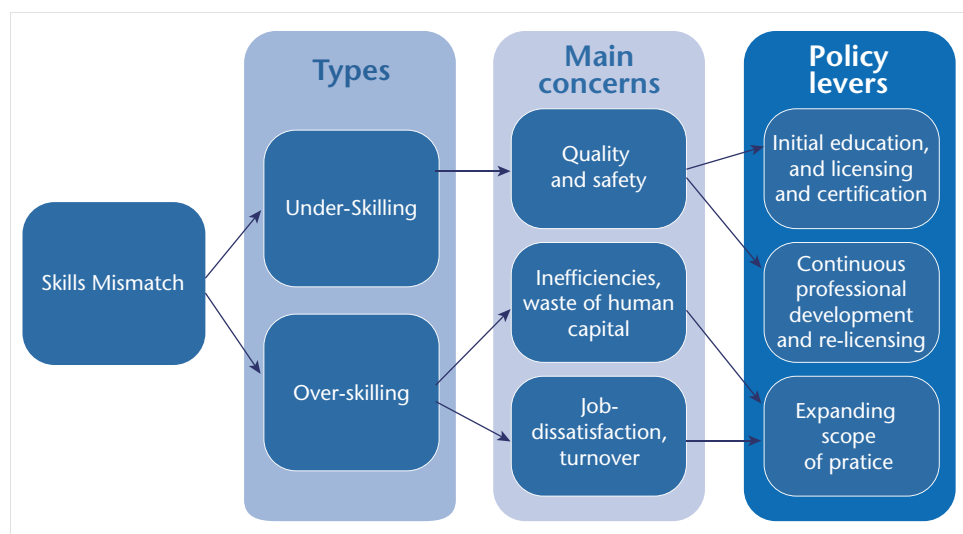 Types
Main
concerns
Policy
levers
Skills Mismatch
Under-Skilling
Over-skilling
Quality
and safety
Inefficiencies,
waste of human
capital
Job-
dissatisfaction,
turnover
Initial education,
and licensing
and certification
Continuous
professional
development
and re-licensing
Expanding
scope
of pratice